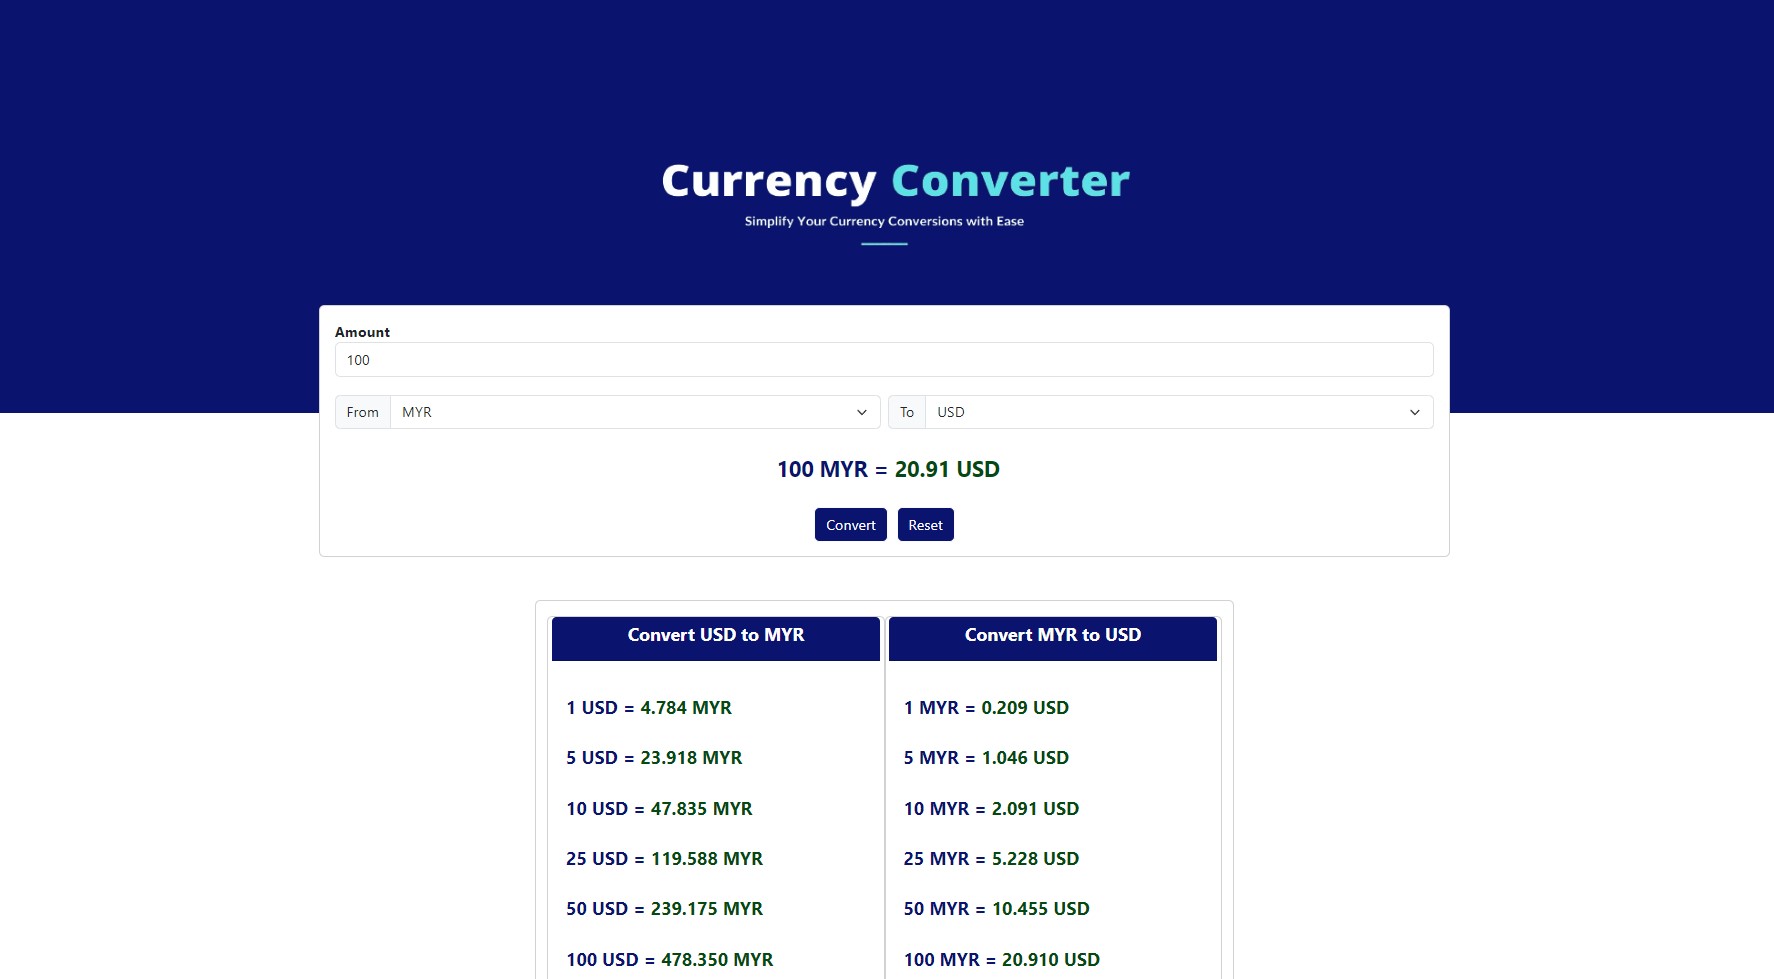 Currency Converter
Simplify Your Currency Conversions with Ease
Amount
100
From MYR To USD
100 MYR = 20.91 USD
Convert Reset
Convert USD to MYR
1 USD = 4.784 MYR
5 USD = 23.918 MYR
10 USD = 47.835 MYR
25 USD = 119.588 MYR
50 USD = 239.175 MYR
100 USD = 478.350 MYR
Convert MYR to USD
1 MYR = 0.209 USD
5 MYR = 1.046 USD
10 MYR = 2.091 USD
25 MYR = 5.228 USD
50 MYR = 10.455 USD
100 MYR = 20.910 USD